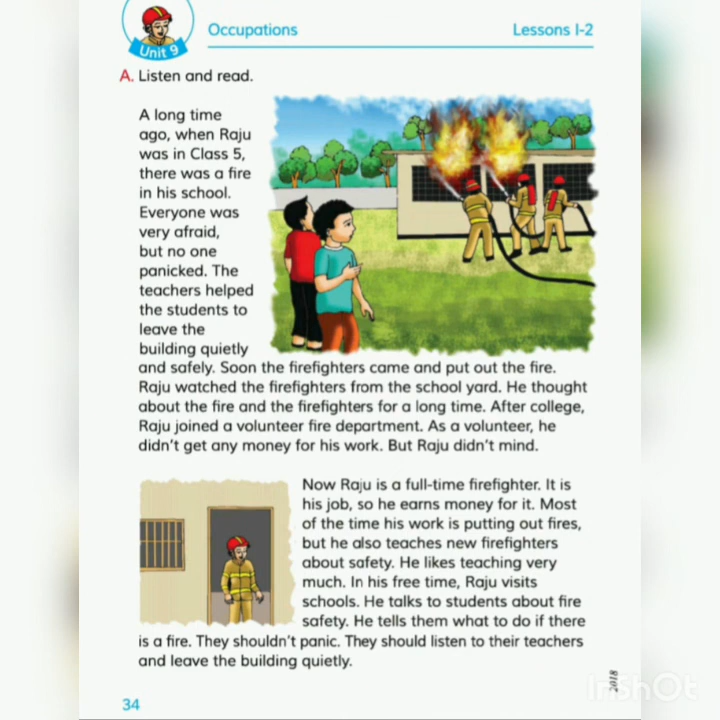 Unit 9
Occupations
Lessons 1-2
A. Listen and read.
A long time
ago, when Raju
was in Class 5,
there was a fire
in his school.
Everyone was
very afraid,
but no one
panicked. The
teachers helped
the students to
leave the
building quietly
and safely. Soon the firefighters came and put out the fire.
Raju watched the firefighters from the school yard. He thought
about the fire and the firefighters for a long time. After college,
Raju joined a volunteer fire department. As a volunteer, he
didn't get any money for his work. But Raju didn't mind.
Now Raju is a full-time firefighter. It is
his job, so he earns money for it. Most
of the time his work is putting out fires,
but he also teaches new firefighters
about safety. He likes teaching very
much. In his free time, Raju visits
schools. He talks to students about fire
safety. He tells them what to do if there
is a fire. They shouldn't panic. They should listen to their teachers
and leave the building quietly.
34
2018
InShOt